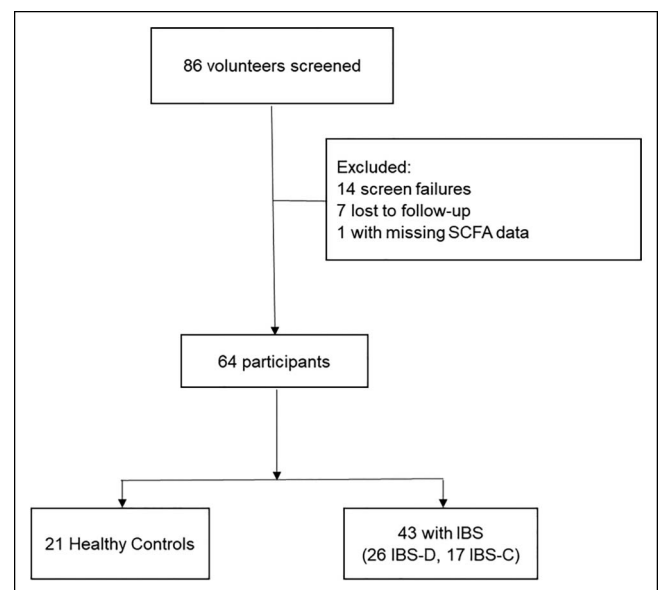 86 volunteers screened
Excluded:
14 screen failures
7 lost to follow-up
1 with missing SCFA data
64 participants
21 Healthy Controls
43 with IBS
(26 IBS-D, 17 IBS-C)